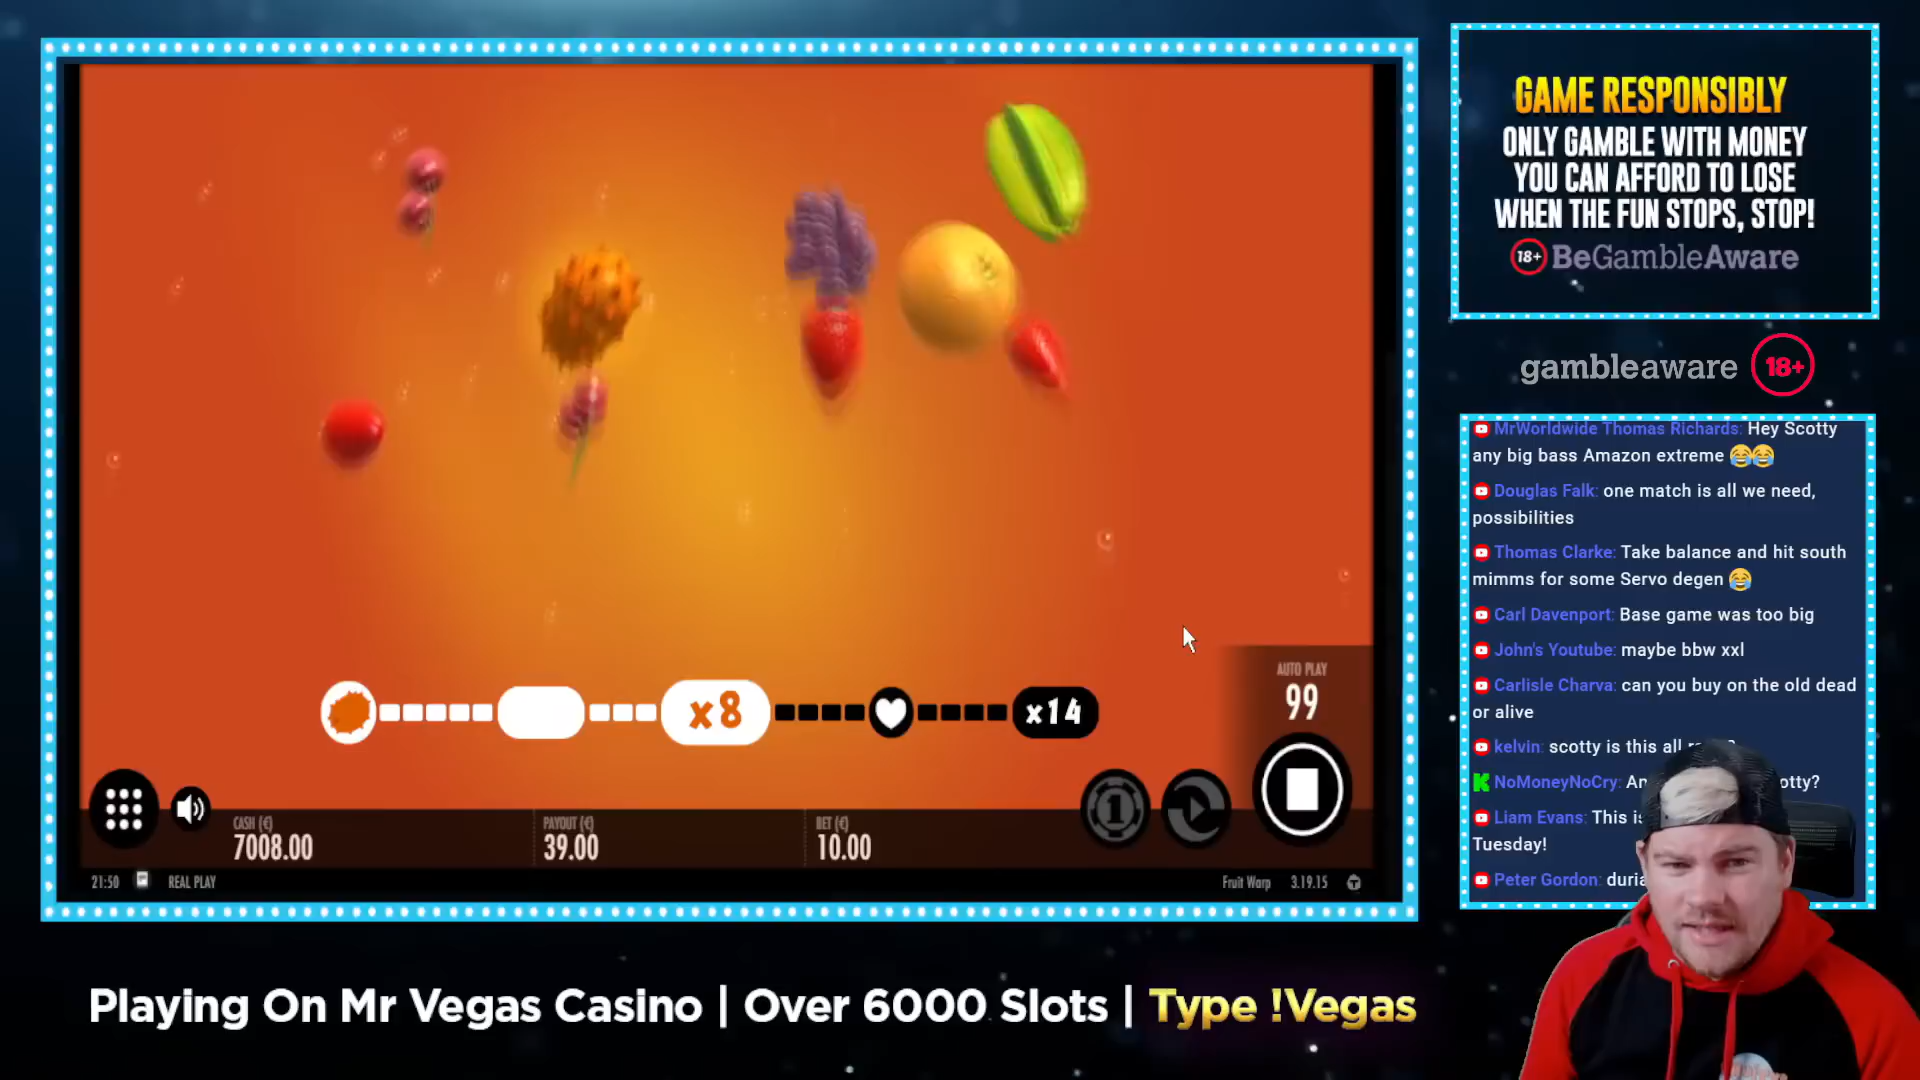 GAME RESPONSIBLY
ONLY GAMBLE WITH MONEY
YOU CAN AFFORD TO LOSE
WHEN THE FUN STOPS, STOP!
18+ BeGambleAware
gambleaware 18+
MrWorldwide Thomas Richards: Hey Scotty
any big bass Amazon extreme 😂😂
Douglas Falk: one match is all we need,
possibilities
Thomas Clarke: Take balance and hit south
mimms for some Servo degen 😂
Carl Davenport: Base game was too big
John's Youtube: maybe bbw xxl
Carlisle Charva: can you buy on the old dead
or alive
kelvin: scotty is this all
NoMoneyNoCry:
Liam Evans: This
Tuesday!
Peter Gordon:
x8
x14
AUTO PLAY
99
1
CASH (€)
7008.00
PAYOUT (€)
39.00
BET (€)
10.00
21:50
REAL PLAY
Fruit Warp
3.19.15
Playing On Mr Vegas Casino | Over 6000 Slots | Type !Vegas